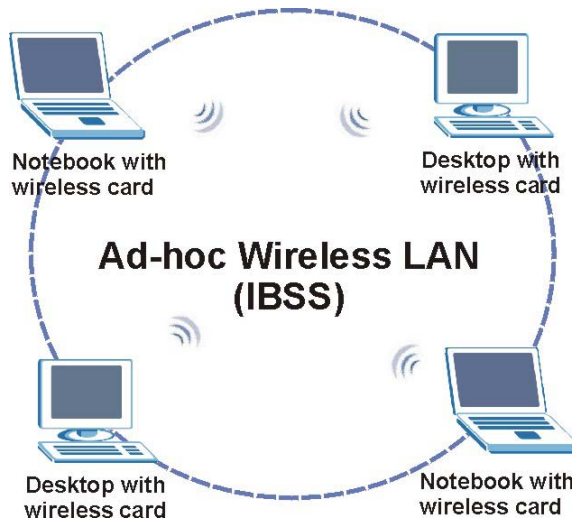 Notebook with
wireless card
Desktop with
wireless card
Ad-hoc Wireless LAN
(IBSS)
Desktop with
wireless card
Notebook with
wireless card